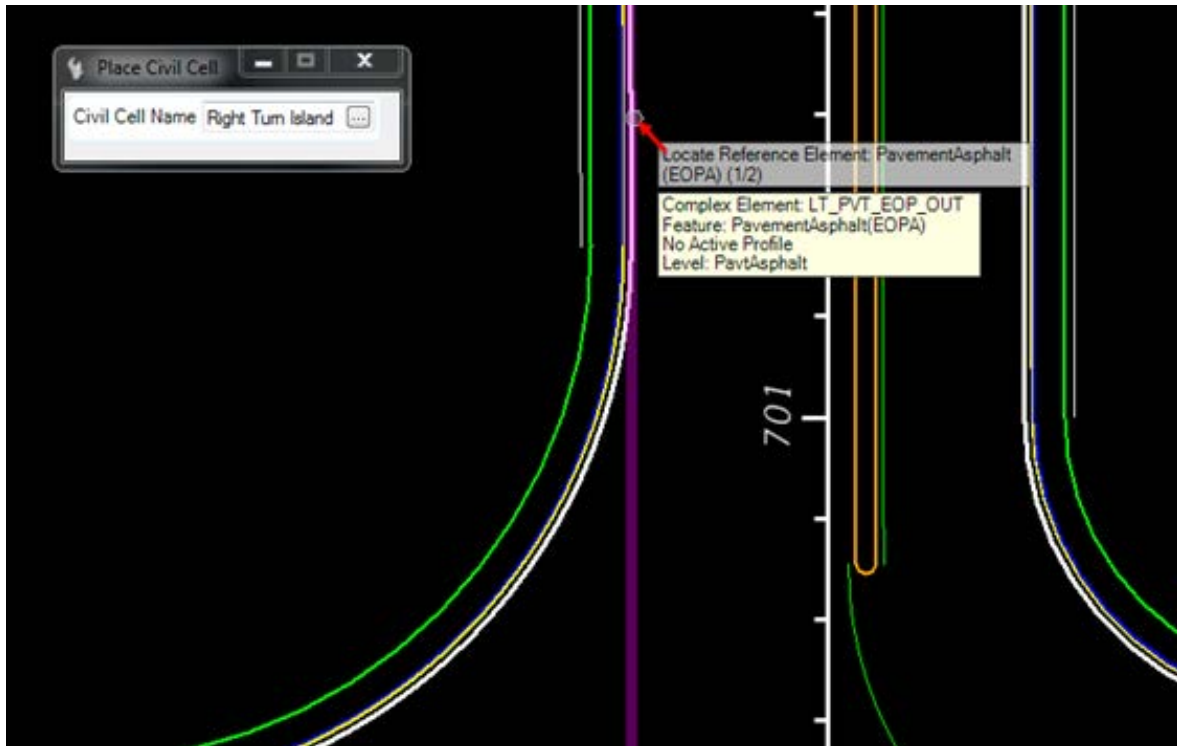 Place Civil Cell
Civil Cell Name Right Turn Island ...
Locate Reference Element: PavementAsphalt
(EOPA) (1/2)
Complex Element: LT_PVT_EOP_OUT
Feature: PavementAsphalt(EOPA)
No Active Profile
Level: PavtAsphalt
701